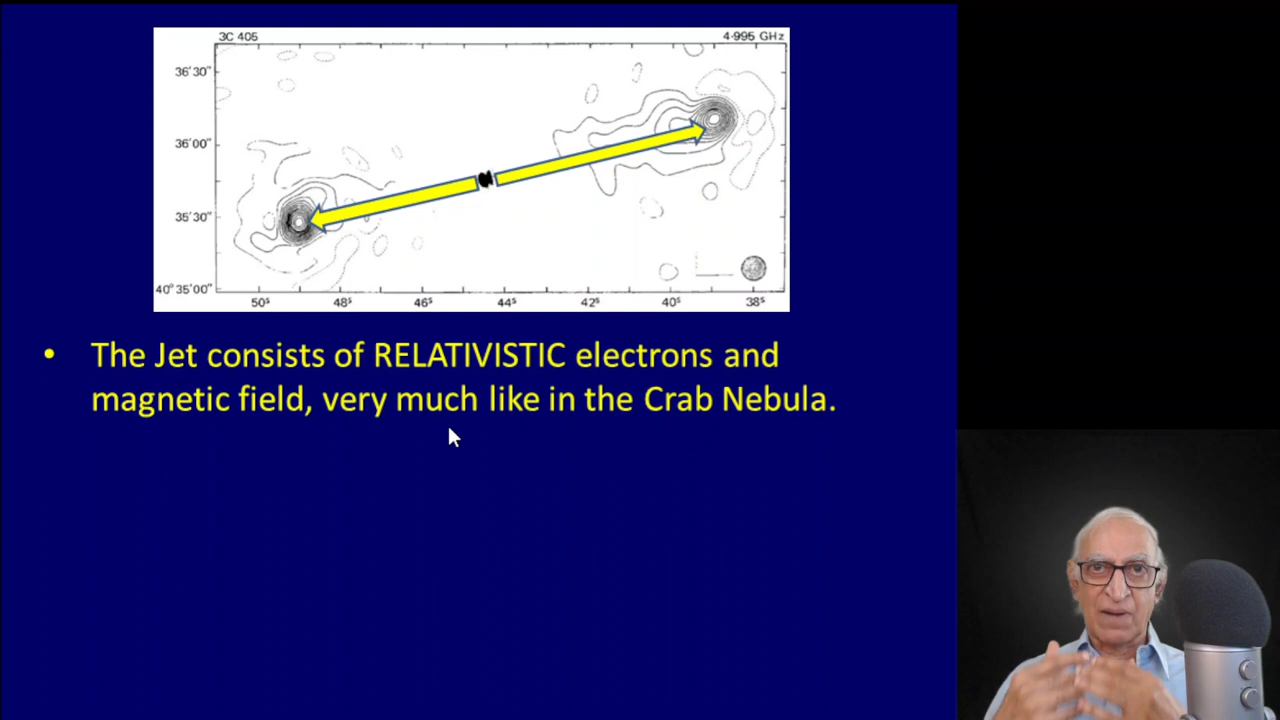 3C 405 4·995 GHz
36′30″
36′00″
35′30″
40° 35′00″
50ˢ 48ˢ 46ˢ 44ˢ 42ˢ 40ˢ 38ˢ
• The Jet consists of RELATIVISTIC electrons and
magnetic field, very much like in the Crab Nebula.